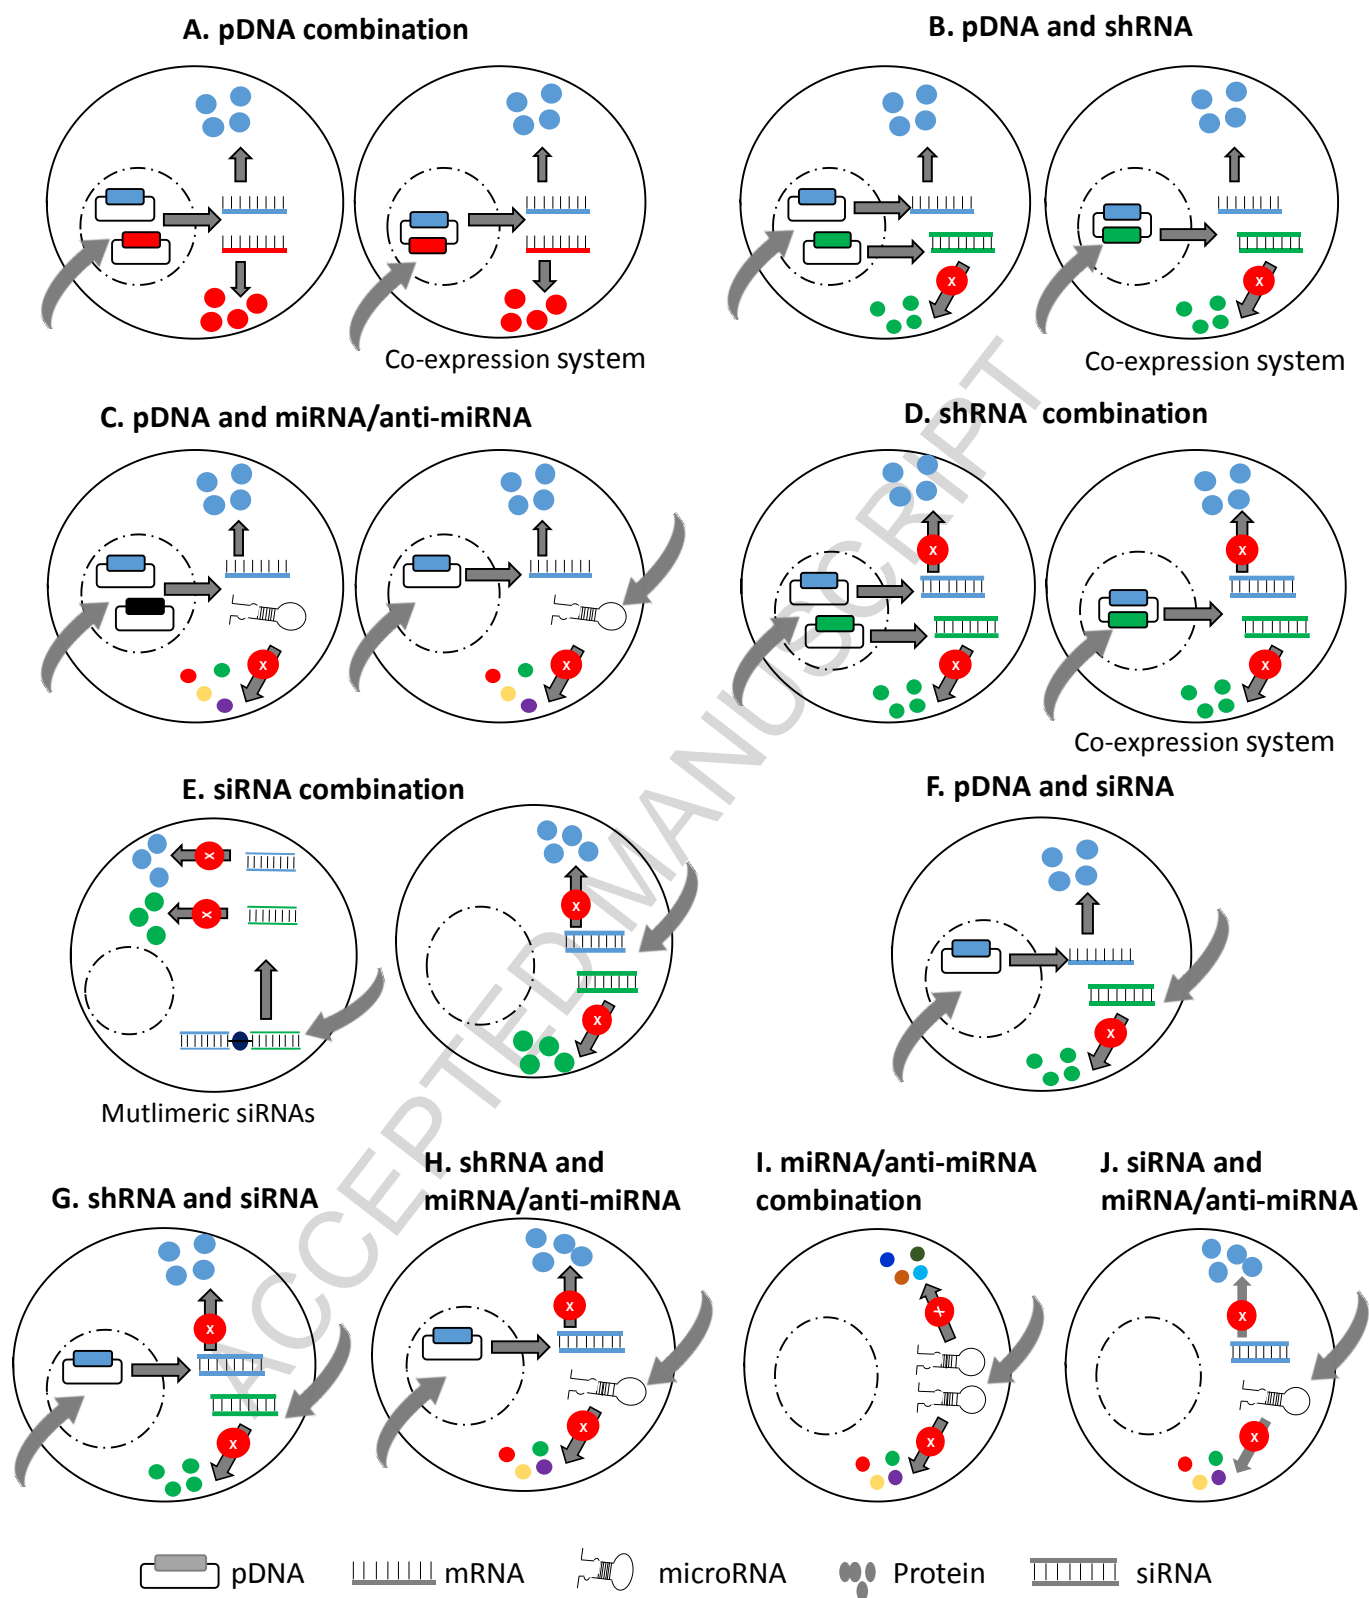 A. pDNA combination
B. pDNA and shRNA
X
X
Co-expression system
Co-expression system
C. pDNA and miRNA/anti-miRNA
D. shRNA combination
X
X
X
X
X
X
Co-expression system
E. siRNA combination
F. pDNA and siRNA
X
X
X
X
X
Mutlimeric siRNAs
G. shRNA and siRNA
H. shRNA and
miRNA/anti-miRNA
I. miRNA/anti-miRNA
combination
J. siRNA and
miRNA/anti-miRNA
X
X
X
X
X
X
X
X
pDNA
mRNA
microRNA
Protein
siRNA
ACCEPTED MANUSCRIPT